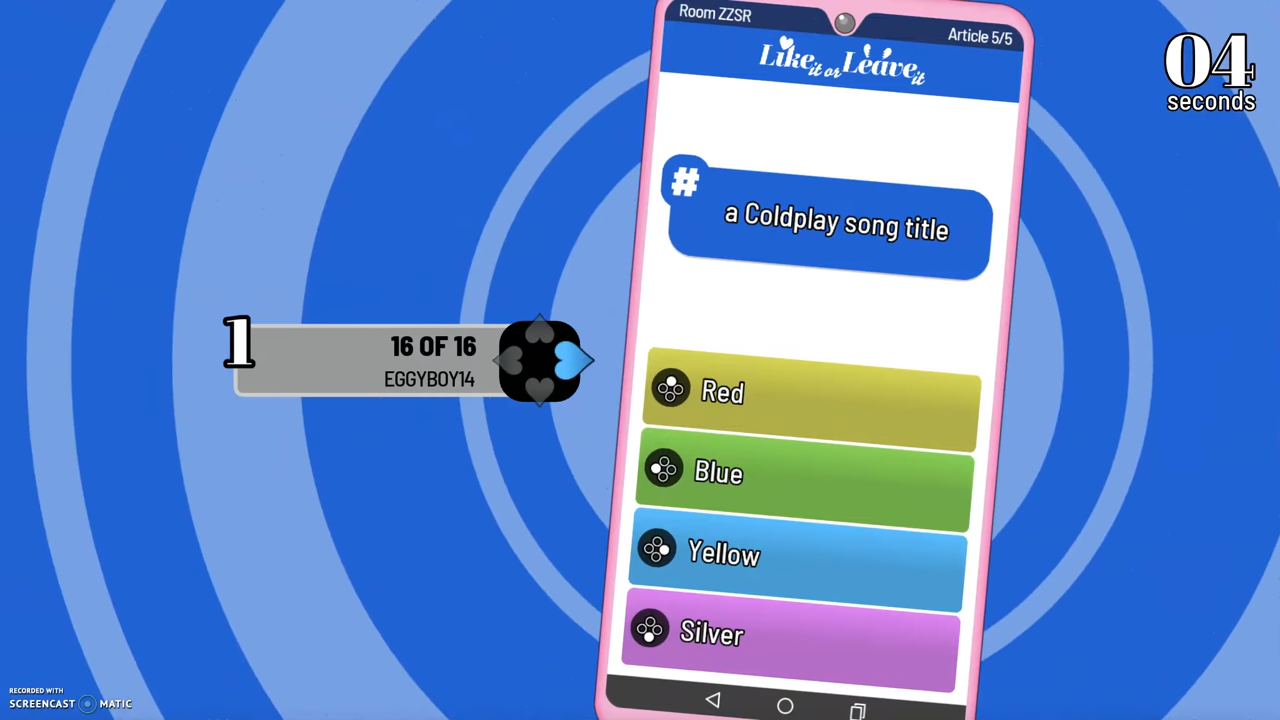 Room ZZSR
Article 5/5
Like it or Leave it
04
seconds
#
a Coldplay song title
1
16 OF 16
EGGYBOY14
Red
Blue
Yellow
Silver
RECORDED WITH
SCREENCAST MATIC